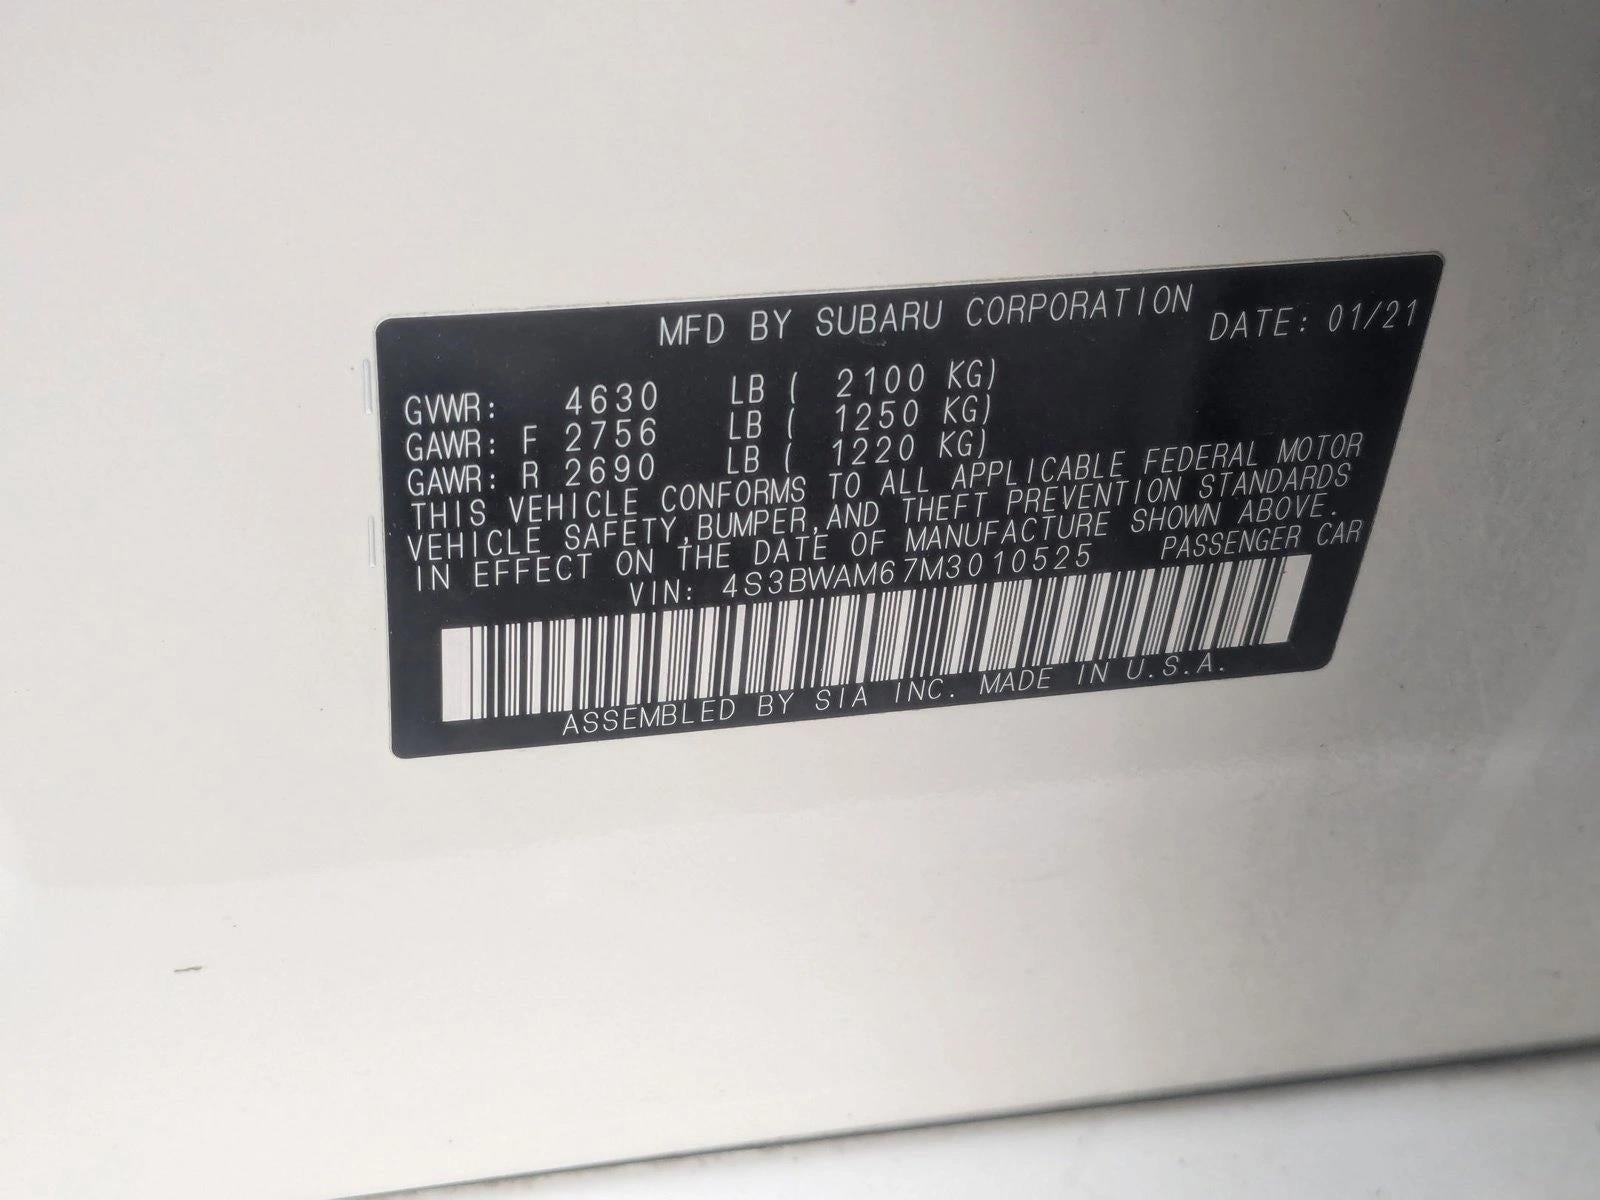 MFD BY SUBARU CORPORATION DATE: 01/21
GVWR: 4630 LB ( 2100 KG)
GAWR: F 2756 LB ( 1250 KG)
GAWR: R 2690 LB ( 1220 KG)
THIS VEHICLE CONFORMS TO ALL APPLICABLE FEDERAL MOTOR
VEHICLE SAFETY,BUMPER,AND THEFT PREVENTION STANDARDS
IN EFFECT ON THE DATE OF MANUFACTURE SHOWN ABOVE.
VIN: 4S3BWAM67M3010525 PASSENGER CAR
ASSEMBLED BY SIA INC. MADE IN U.S.A.